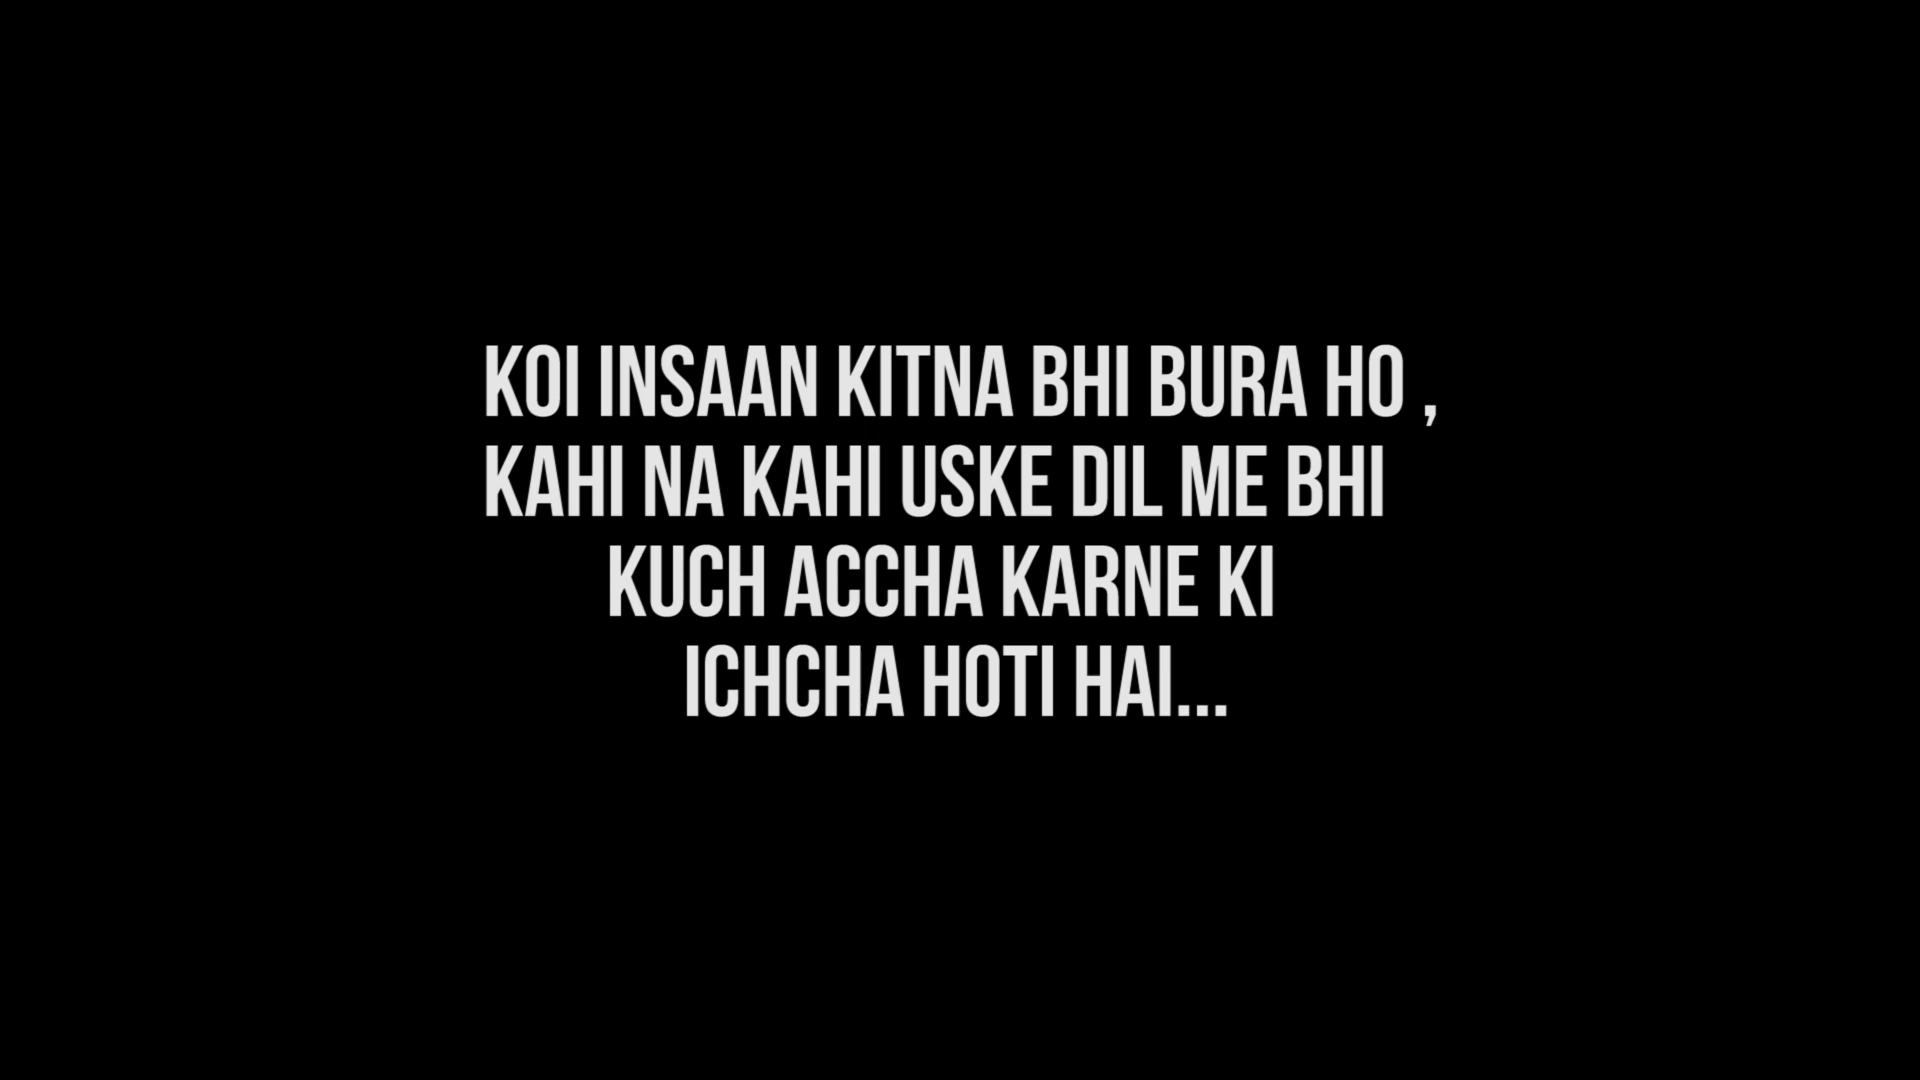 KOI INSAAN KITNA BHI BURA HO ,
KAHI NA KAHI USKE DIL ME BHI
KUCH ACCHA KARNE KI
ICHCHA HOTI HAI...